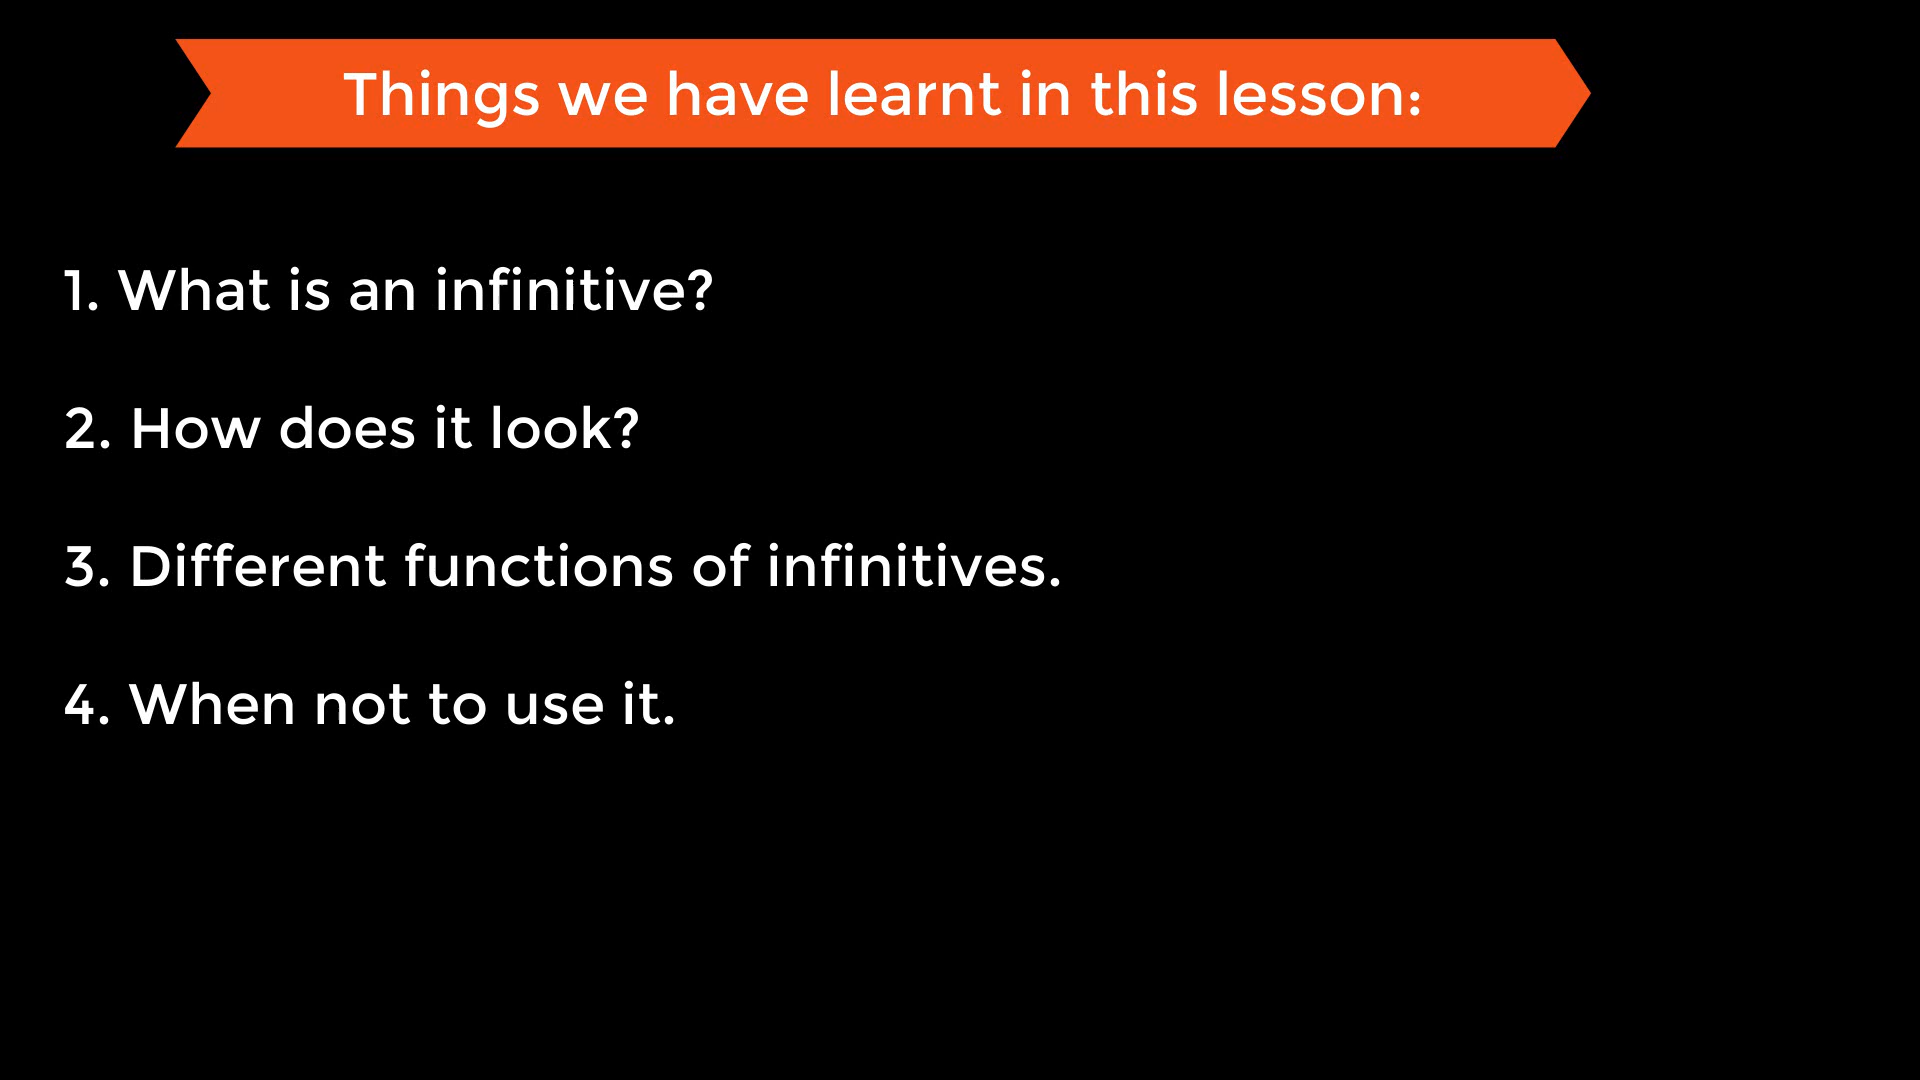 Things we have learnt in this lesson:
1. What is an infinitive?
2. How does it look?
3. Different functions of infinitives.
4. When not to use it.